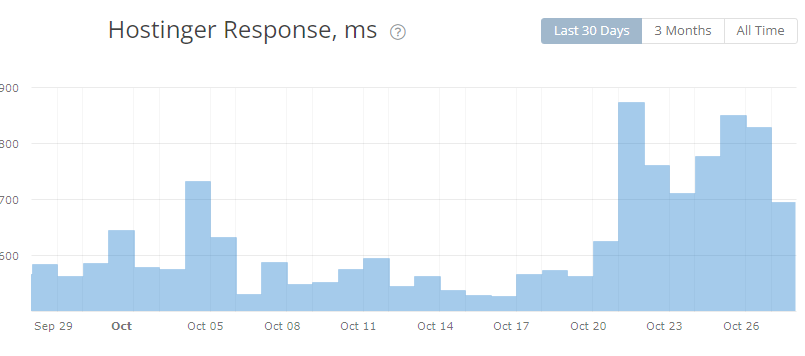 Hostinger Response, ms ?
Last 30 Days 3 Months All Time
900
800
700
600
Sep 29 Oct Oct 05 Oct 08 Oct 11 Oct 14 Oct 17 Oct 20 Oct 23 Oct 26